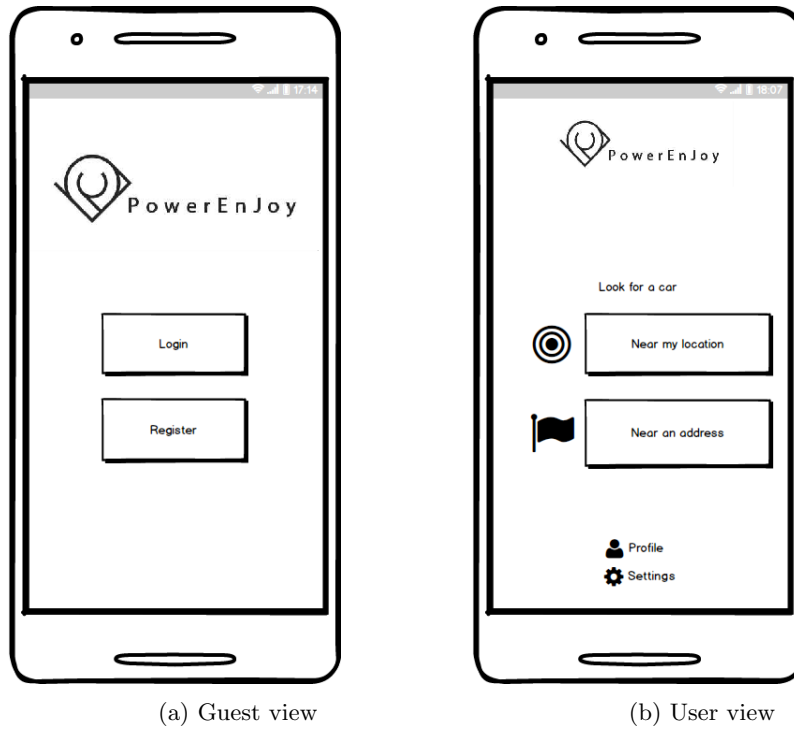 17:14
PowerEnJoy
Login
Register
(a) Guest view
18:07
PowerEnJoy
Look for a car
Near my location
Near an address
Profile
Settings
(b) User view